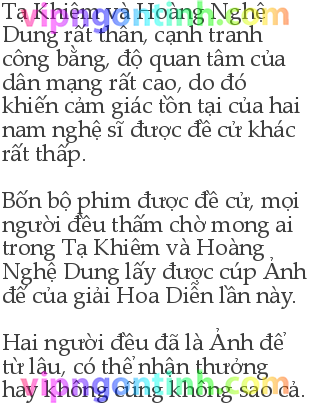 Tạ Khiêm và Hoàng Nghệ
vipngontinh.com
Dung rất thân, cạnh tranh
công bằng, độ quan tâm của
dân mạng rất cao, do đó
khiến cảm giác tồn tại của hai
nam nghệ sĩ được đề cử khác
rất thấp.
Bốn bộ phim được đề cử, mọi
người đều thấm chờ mong ai
trong Tạ Khiêm và Hoàng
Nghệ Dung lấy được cúp Ảnh
đế của giải Hoa Diễn lần này.
Hai người đều đã là Ảnh đế
từ lâu, có thể nhận thưởng
hay không cũng không sao cả.
vipngontinh.com